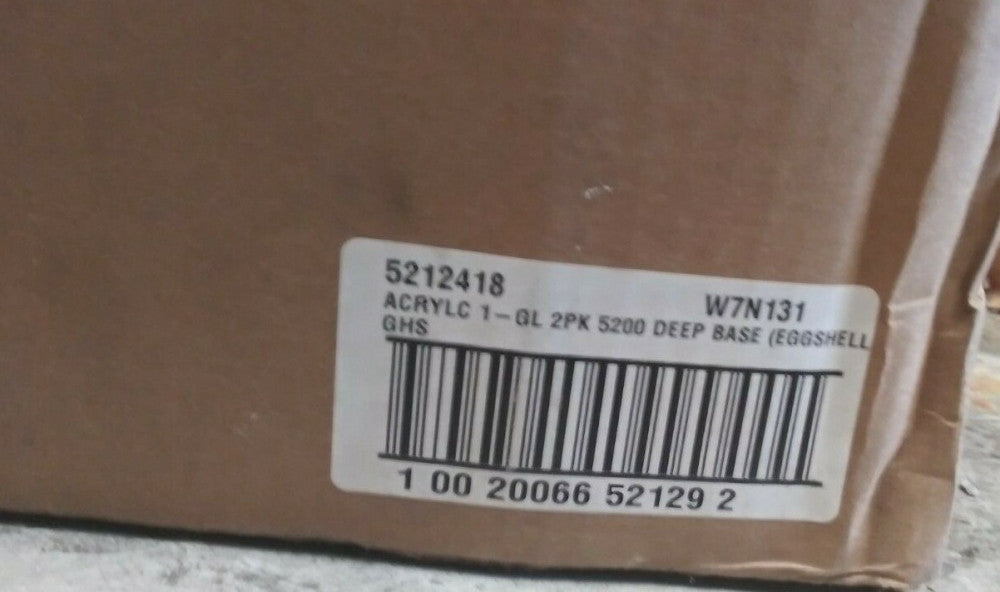 5212418 W7N131
ACRYLC 1-GL 2PK 5200 DEEP BASE (EGGSHELL
GHS
1 00 20066 52129 2